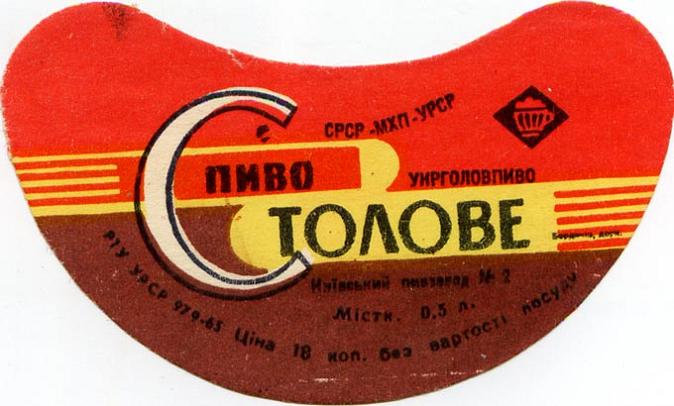 СРСР-МХП-УРСР
ПИВО
УКРГОЛОВПИВО
СТОЛОВЕ
Київський пивзавод № 2
Містк. 0,5 л.
РТУ УРСР 979-65 Ціна 18 коп. без вартості посуду